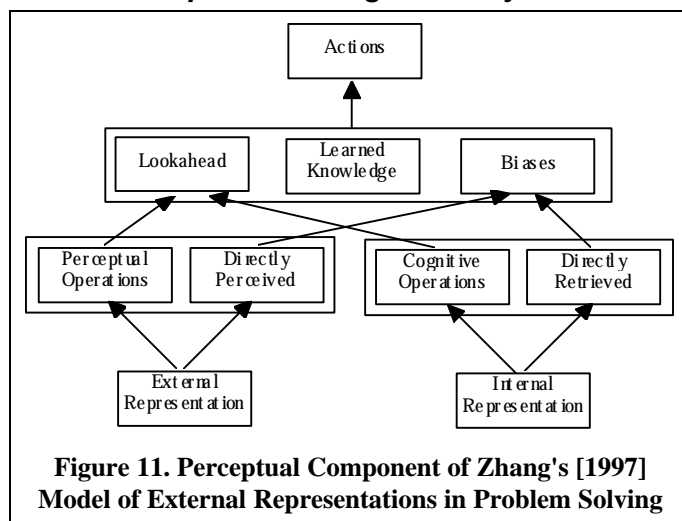 Actions
Lookahead
Learned
Knowledge
Biases
Perceptual
Operations
Directly
Perceived
Cognitive
Operations
Directly
Retrieved
External
Representation
Internal
Representation
Figure 11. Perceptual Component of Zhang's [1997]
Model of External Representations in Problem Solving